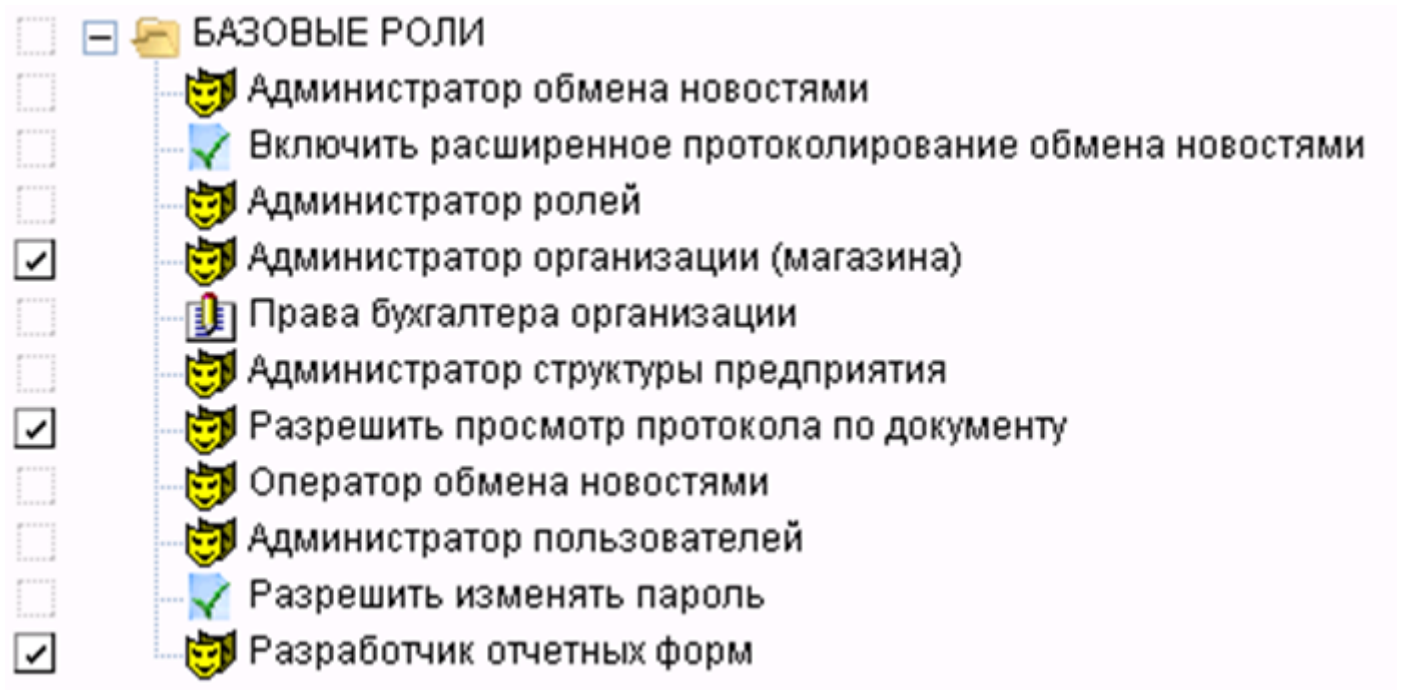 БАЗОВЫЕ РОЛИ
Администратор обмена новостями
Включить расширенное протоколирование обмена новостями
Администратор ролей
Администратор организации (магазина)
Права бухгалтера организации
Администратор структуры предприятия
Разрешить просмотр протокола по документу
Оператор обмена новостями
Администратор пользователей
Разрешить изменять пароль
Разработчик отчетных форм